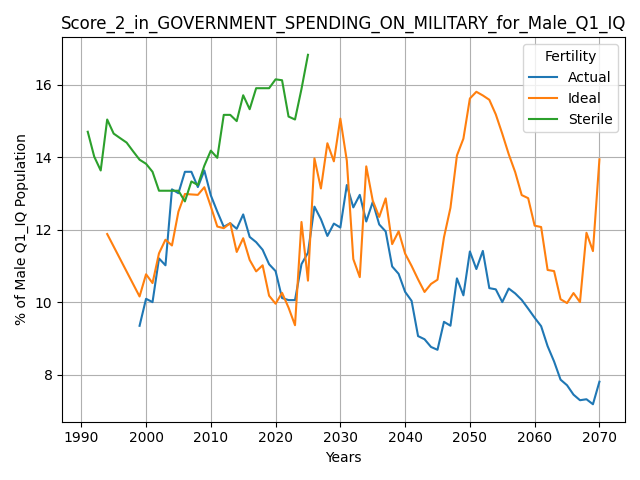 Score_2_in_GOVERNMENT_SPENDING_ON_MILITARY_for_Male_Q1_IQ
Fertility
Actual
Ideal
Sterile
% of Male Q1_IQ Population
16
14
12
10
8
1990 2000 2010 2020 2030 2040 2050 2060 2070
Years